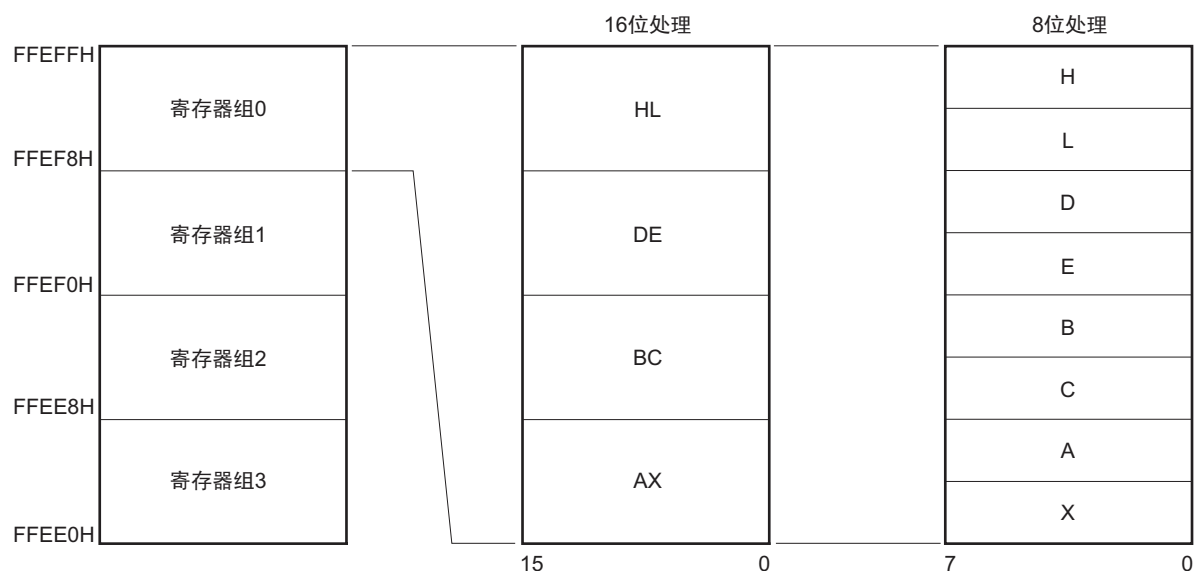 16位处理
8位处理
FFEFFH
寄存器组0
HL
H
L
FFEF8H
寄存器组1
DE
D
E
FFEF0H
寄存器组2
BC
B
C
FFEE8H
寄存器组3
AX
A
X
FFEE0H
15 0 7 0